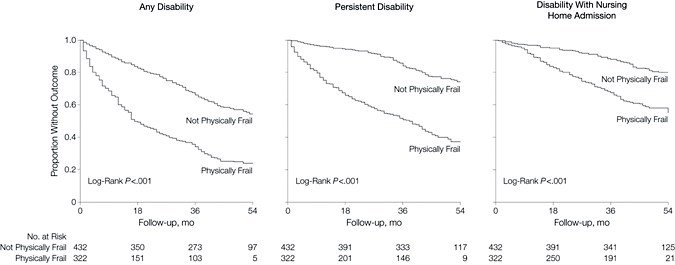 Any Disability
Persistent Disability
Disability With Nursing
Home Admission
Proportion Without Outcome
1.0
0.8
0.6
0.4
0.2
0
Not Physically Frail
Physically Frail
Log-Rank P<.001
0 18 36 54
Follow-up, mo
Not Physically Frail
Physically Frail
Log-Rank P<.001
0 18 36 54
Follow-up, mo
Not Physically Frail
Physically Frail
Log-Rank P<.001
0 18 36 54
Follow-up, mo
No. at Risk
Not Physically Frail 432 350 273 97 432 391 333 117 432 391 341 125
Physically Frail 322 151 103 5 322 201 146 9 322 250 191 21